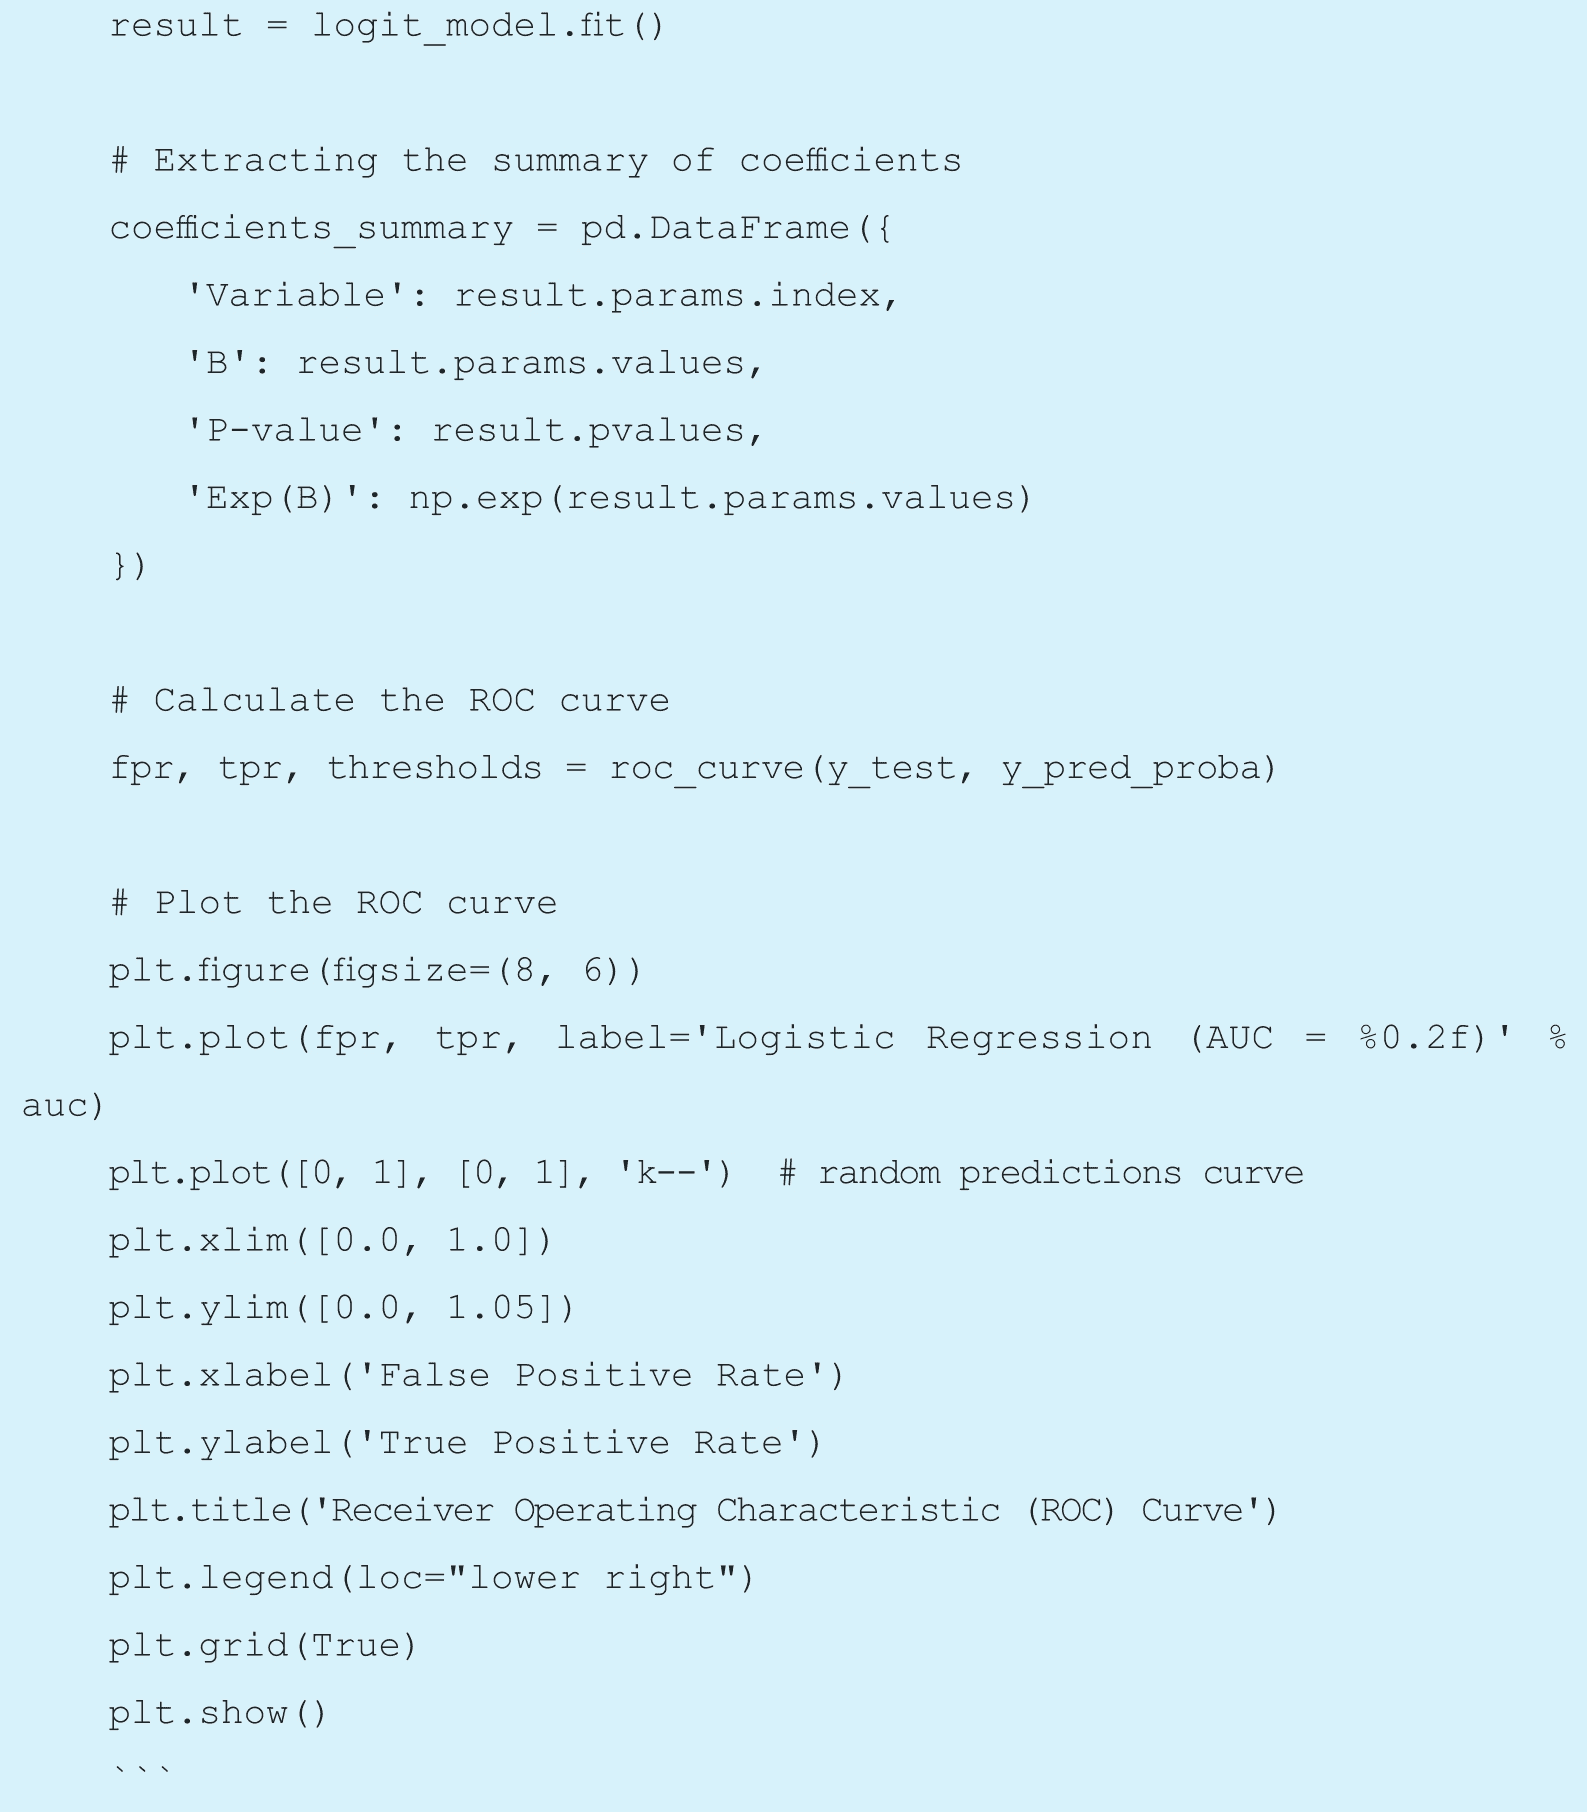 result = logit_model.fit()
# Extracting the summary of coefficients
coefficients_summary = pd.DataFrame({
'Variable': result.params.index,
'B': result.params.values,
'P-value': result.pvalues,
'Exp(B)': np.exp(result.params.values)
})
# Calculate the ROC curve
fpr, tpr, thresholds = roc_curve(y_test, y_pred_proba)
# Plot the ROC curve
plt.figure(figsize=(8, 6))
plt.plot(fpr, tpr, label='Logistic Regression (AUC = %0.2f)' %
auc)
plt.plot([0, 1], [0, 1], 'k--')  # random predictions curve
plt.xlim([0.0, 1.0])
plt.ylim([0.0, 1.05])
plt.xlabel('False Positive Rate')
plt.ylabel('True Positive Rate')
plt.title('Receiver Operating Characteristic (ROC) Curve')
plt.legend(loc="lower right")
plt.grid(True)
plt.show()
```